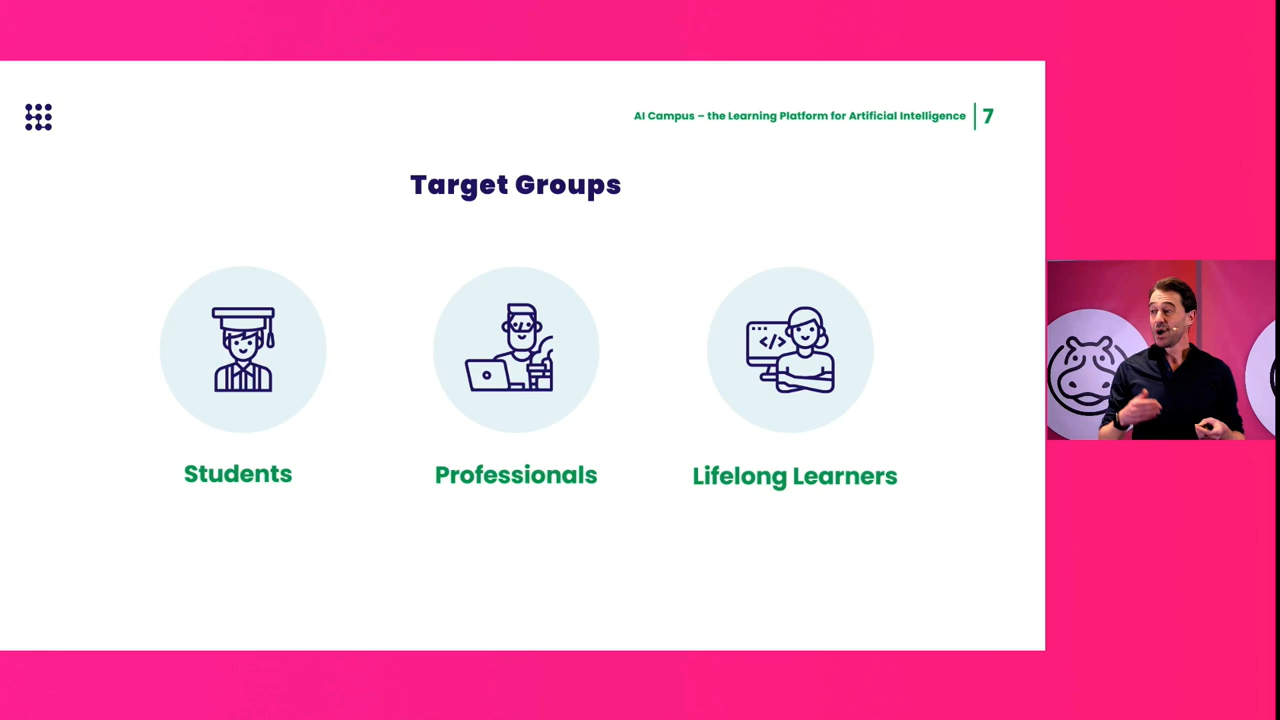 AI Campus – the Learning Platform for Artificial Intelligence 7
Target Groups
Students
Professionals
Lifelong Learners